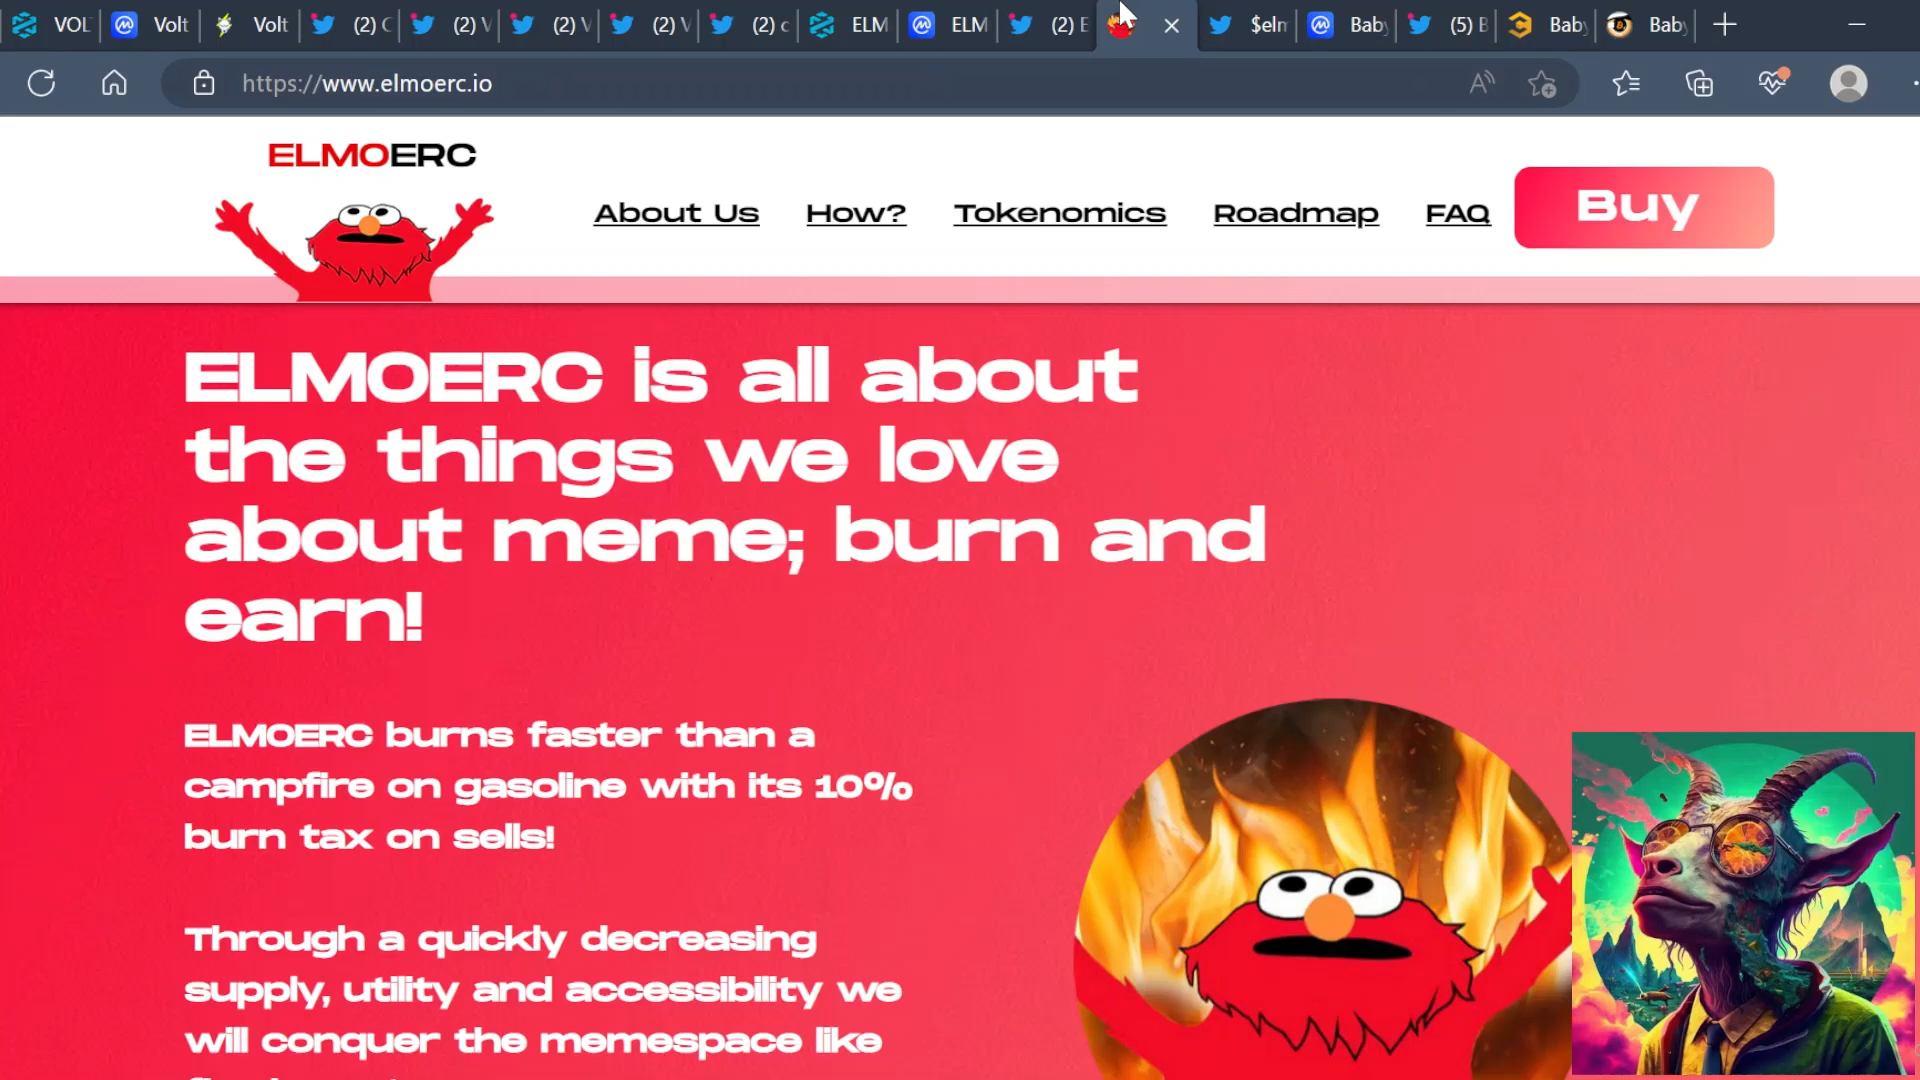 VOL Volt Volt (2) C (2) V (2) V (2) V (2) c ELM ELM (2) E $elm Baby (5) B Baby Baby
https://www.elmoerc.io
ELMOERC
About Us How? Tokenomics Roadmap FAQ Buy
ELMOERC is all about
the things we love
about meme; burn and
earn!
ELMOERC burns faster than a
campfire on gasoline with its 10%
burn tax on sells!
Through a quickly decreasing
supply, utility and accessibility we
will conquer the memespace like